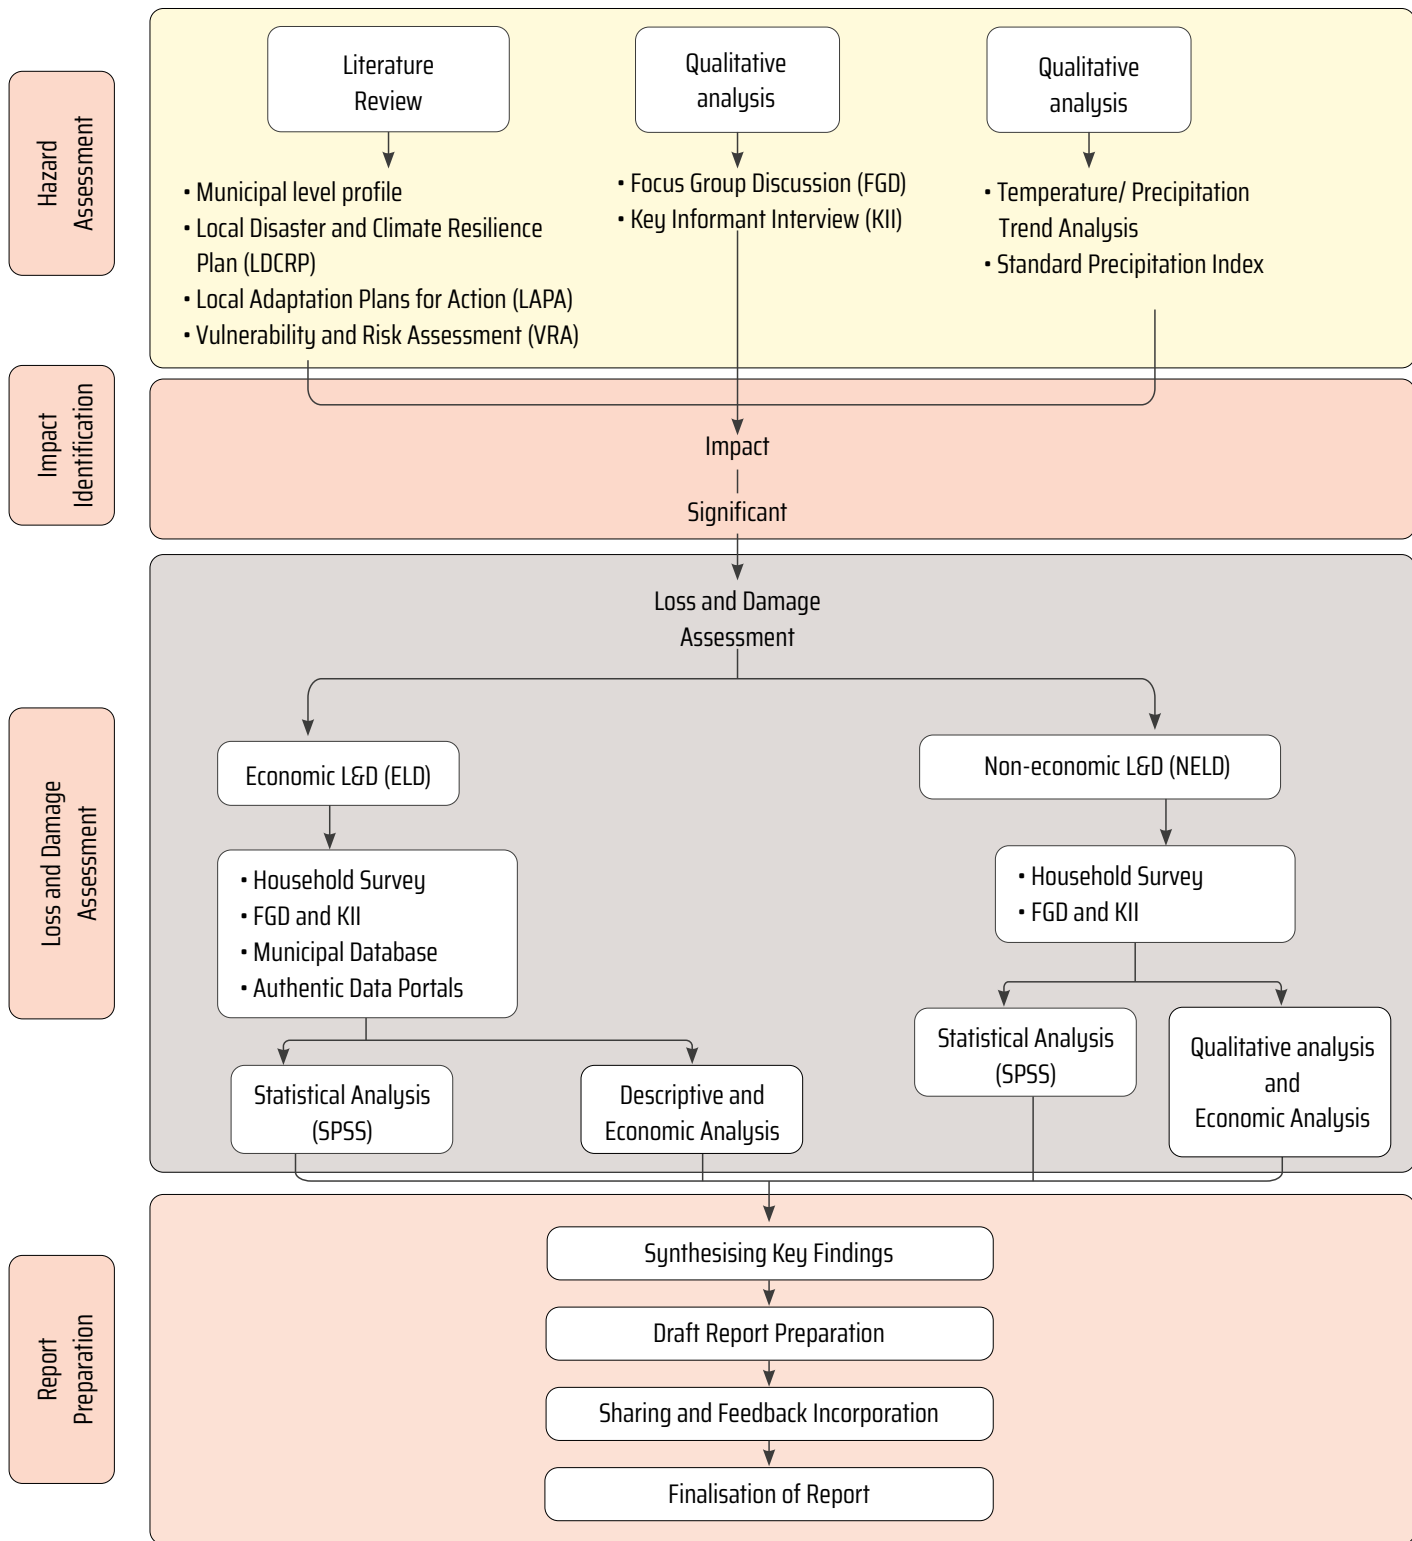 Hazard
Assessment
Literature
Review
• Municipal level profile
• Local Disaster and Climate Resilience
Plan (LDCRP)
• Local Adaptation Plans for Action (LAPA)
• Vulnerability and Risk Assessment (VRA)
Qualitative
analysis
• Focus Group Discussion (FGD)
• Key Informant Interview (KII)
Qualitative
analysis
• Temperature/ Precipitation
Trend Analysis
• Standard Precipitation Index
Impact
Identification
Impact
Significant
Loss and Damage
Assessment
Loss and Damage
Assessment
Economic L&D (ELD)
• Household Survey
• FGD and KII
• Municipal Database
• Authentic Data Portals
Statistical Analysis
(SPSS)
Descriptive and
Economic Analysis
Non-economic L&D (NELD)
• Household Survey
• FGD and KII
Statistical Analysis
(SPSS)
Qualitative analysis
and
Economic Analysis
Report
Preparation
Synthesising Key Findings
Draft Report Preparation
Sharing and Feedback Incorporation
Finalisation of Report